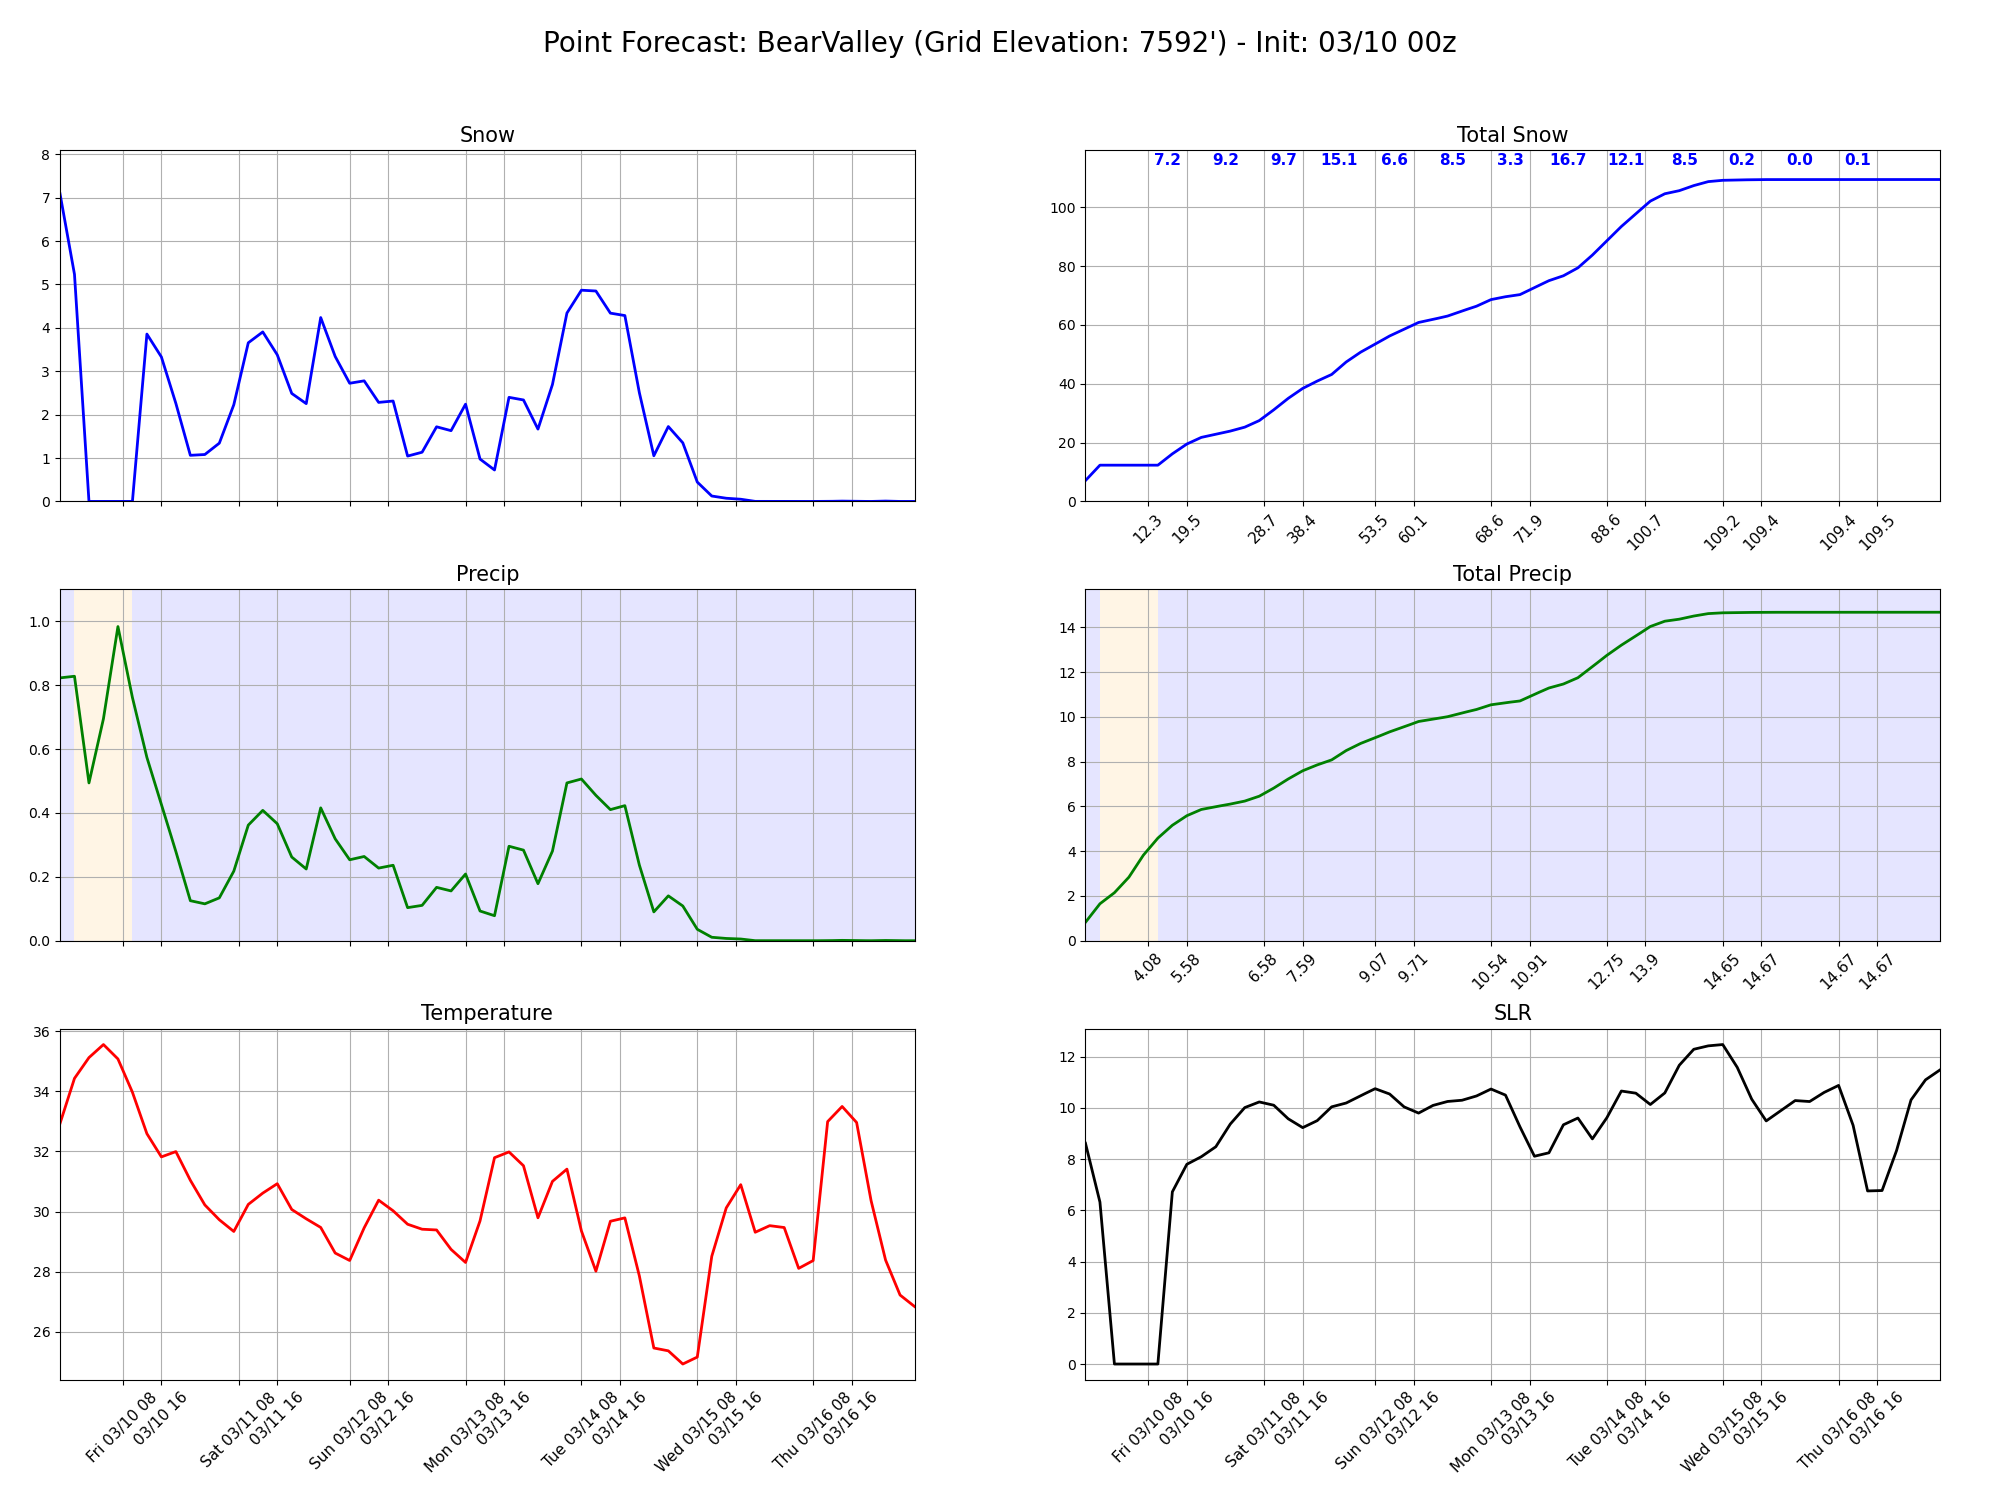 Point Forecast: BearValley (Grid Elevation: 7592') - Init: 03/10 00z
Snow
8
7
6
5
4
3
2
1
0
Total Snow
7.2 9.2 9.7 15.1 6.6 8.5 3.3 16.7 12.1 8.5 0.2 0.0 0.1
100
80
60
40
20
0
12.3 19.5 28.7 38.4 53.5 60.1 68.6 71.9 88.6 100.7 109.2 109.4 109.4 109.5
Precip
1.0
0.8
0.6
0.4
0.2
0.0
Total Precip
14
12
10
8
6
4
2
0
4.08 5.58 6.58 7.59 9.07 9.71 10.54 10.91 12.75 13.9 14.65 14.67 14.67 14.67
Temperature
36
34
32
30
28
26
Fri 03/10 08
03/10 16
Sat 03/11 08
03/11 16
Sun 03/12 08
03/12 16
Mon 03/13 08
03/13 16
Tue 03/14 08
03/14 16
Wed 03/15 08
03/15 16
Thu 03/16 08
03/16 16
SLR
12
10
8
6
4
2
0
Fri 03/10 08
03/10 16
Sat 03/11 08
03/11 16
Sun 03/12 08
03/12 16
Mon 03/13 08
03/13 16
Tue 03/14 08
03/14 16
Wed 03/15 08
03/15 16
Thu 03/16 08
03/16 16